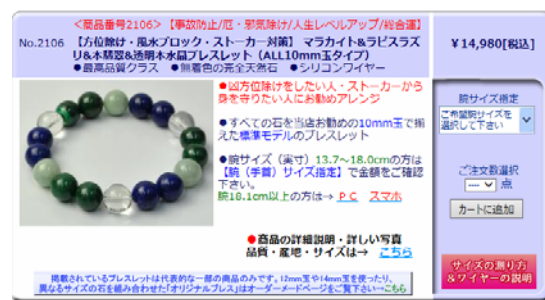 ＜商品番号2106＞【事故防止/厄・邪気除け/人生レベルアップ/総合運】
No.2106
【方位除け・風水ブロック・ストーカー対策】 マラカイト&ラピスラズ
リ&本翡翠&透明本水晶ブレスレット（ALL10mm玉タイプ）
●最高品質クラス ●無着色の完全天然石 ●シリコンワイヤー
¥14,980[税込]
●凶方位除けをしたい人・ストーカーから
身を守りたい人にお勧めアレンジ
●すべての石を当店お勧めの10mm玉で揃
えた標準モデルのブレスレット
●腕サイズ（実寸）13.7～18.0cmの方は
【腕（手首）サイズ指定】で金額をご確認
下さい。
腕18.1cm以上の方は→ ＰＣ スマホ
●商品の詳細説明・詳しい写真
品質・産地・サイズは→ こちら
掲載されているブレスレットは代表的な一部の商品のみです。12mm玉や14mm玉を使ったり、
異なるサイズの石を組み合わせた「オリジナルブレス」はオーダーメードページをご覧下さい→こちら
腕サイズ指定
ご希望腕サイズを
選択して下さい
ご注文数選択
---- 点
カートに追加
サイズの測り方
&ワイヤーの説明